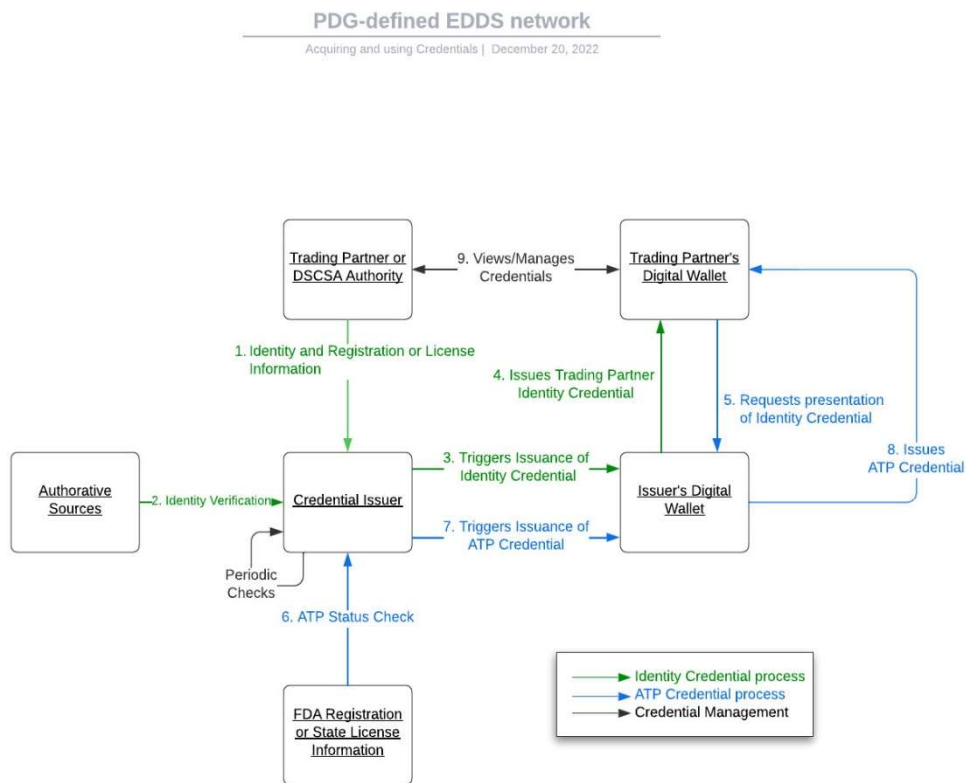 PDG-defined EDDS network
Acquiring and using Credentials | December 20, 2022
Trading Partner or
DSCSA Authority
9. Views/Manages
Credentials
Trading Partner's
Digital Wallet
1. Identity and Registration or License
Information
4. Issues Trading Partner
Identity Credential
5. Requests presentation
of Identity Credential
8. Issues
ATP Credential
Authorative
Sources
2. Identity Verification
Credential Issuer
3. Triggers Issuance of
Identity Credential
7. Triggers Issuance of
ATP Credential
Issuer's Digital
Wallet
Periodic
Checks
6. ATP Status Check
FDA Registration
or State License
Information
Identity Credential process
ATP Credential process
Credential Management